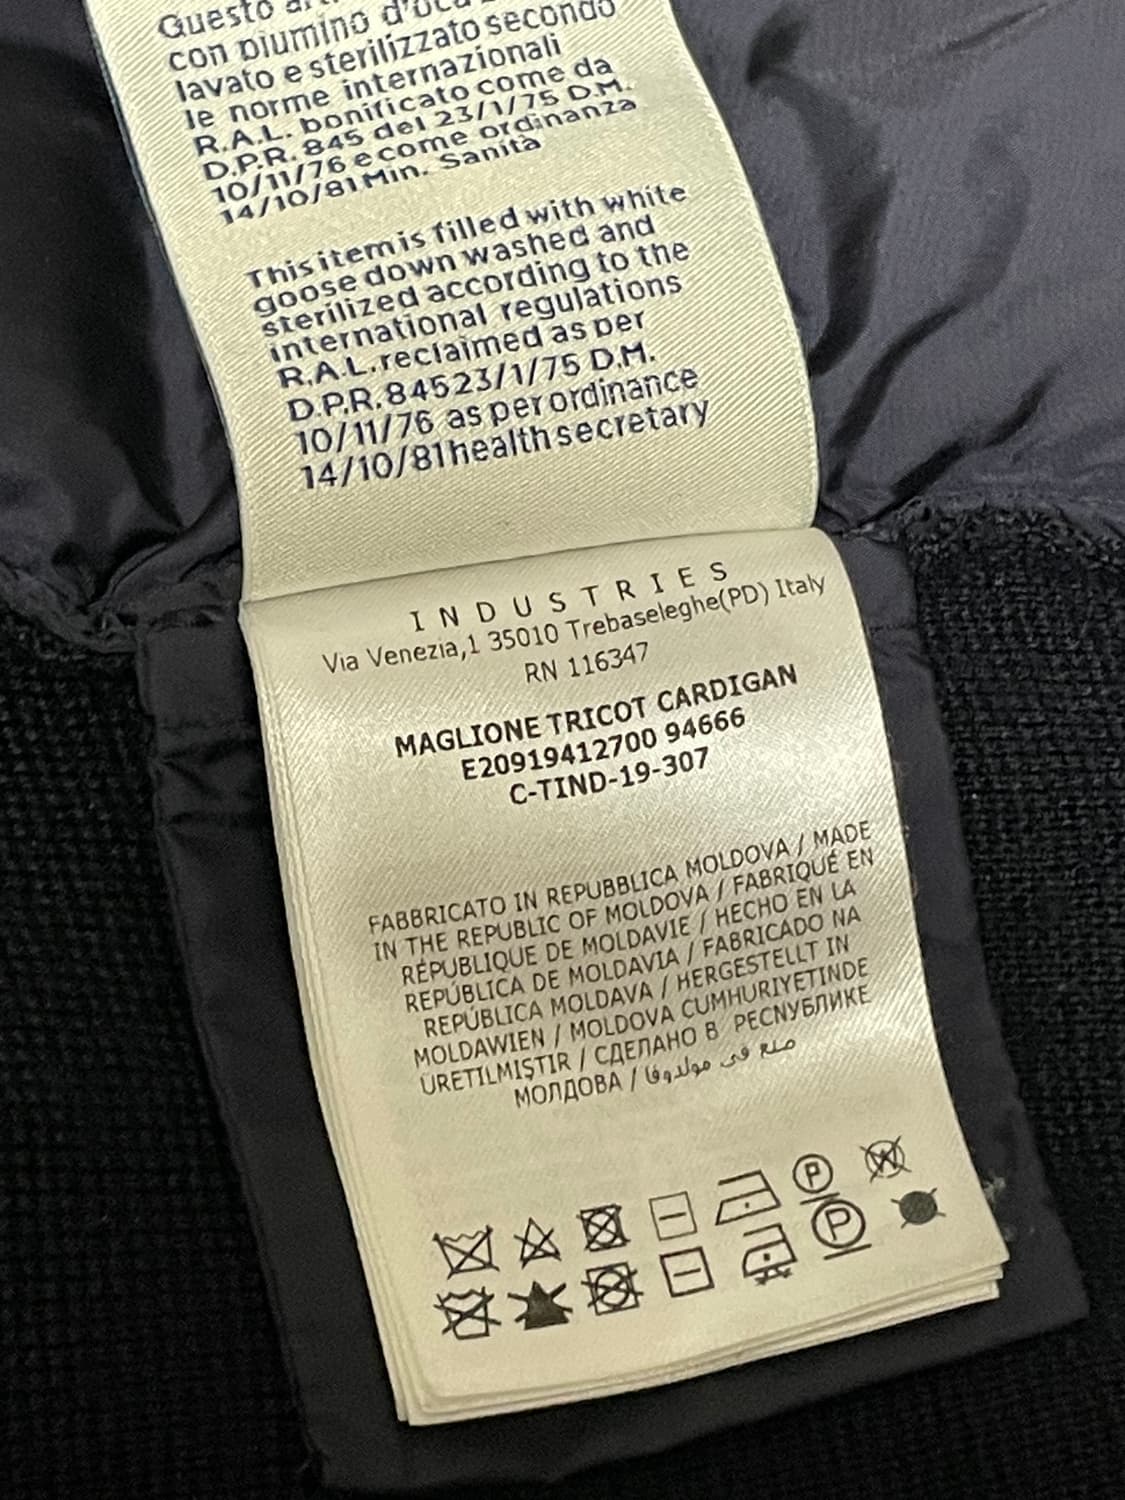 Questo
con piumino d'oca
lavato e sterilizzato secondo
le norme internazionali
R.A.L. bonificato come da
D.P.R. 845 del 23/1/75 D.M.
10/11/76 e come ordinanza
14/10/81 Min. Sanità
This item is filled with white
goose down washed and
sterilized according to the
international regulations
R.A.L. reclaimed as per
D.P.R. 845 23/1/75 D.M.
10/11/76 as per ordinance
14/10/81 health secretary
INDUSTRIES
Via Venezia,1 35010 Trebaseleghe(PD) Italy
RN 116347
MAGLIONE TRICOT CARDIGAN
E20919412700 94666
C-TIND-19-307
FABBRICATO IN REPUBBLICA MOLDOVA / MADE
IN THE REPUBLIC OF MOLDOVA / FABRIQUÉ EN
RÉPUBLIQUE DE MOLDAVIE / HECHO EN LA
REPÚBLICA DE MOLDAVIA / FABRICADO NA
REPÚBLICA MOLDAVA / HERGESTELLT IN
MOLDAWIEN / MOLDOVA CUMHURIYETINDE
ÜRETILMIŞTIR / СДЕЛАНО В РЕСПУБЛИКЕ
МОЛДОВА / صنع في مولدوفا
P W
P